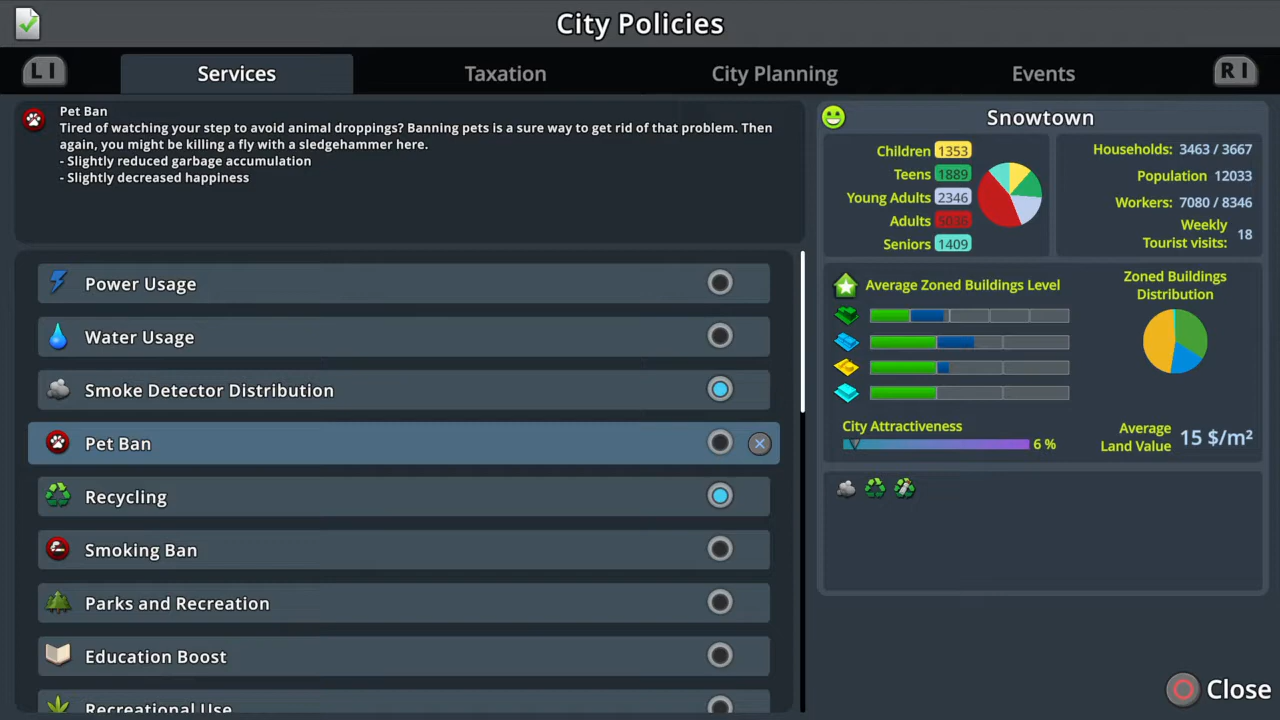 City Policies
L1
Services
Taxation
City Planning
Events
R1
Pet Ban
Tired of watching your step to avoid animal droppings? Banning pets is a sure way to get rid of that problem. Then
again, you might be killing a fly with a sledgehammer here.
- Slightly reduced garbage accumulation
- Slightly decreased happiness
Power Usage
Water Usage
Smoke Detector Distribution
Pet Ban
Recycling
Smoking Ban
Parks and Recreation
Education Boost
Recreational Use
Snowtown
Children 1353
Teens 1889
Young Adults 2346
Adults 5036
Seniors 1409
Households: 3463 / 3667
Population 12033
Workers: 7080 / 8346
Weekly
Tourist visits: 18
Average Zoned Buildings Level
Zoned Buildings
Distribution
City Attractiveness
6 %
Average
Land Value 15 $/m²
Close